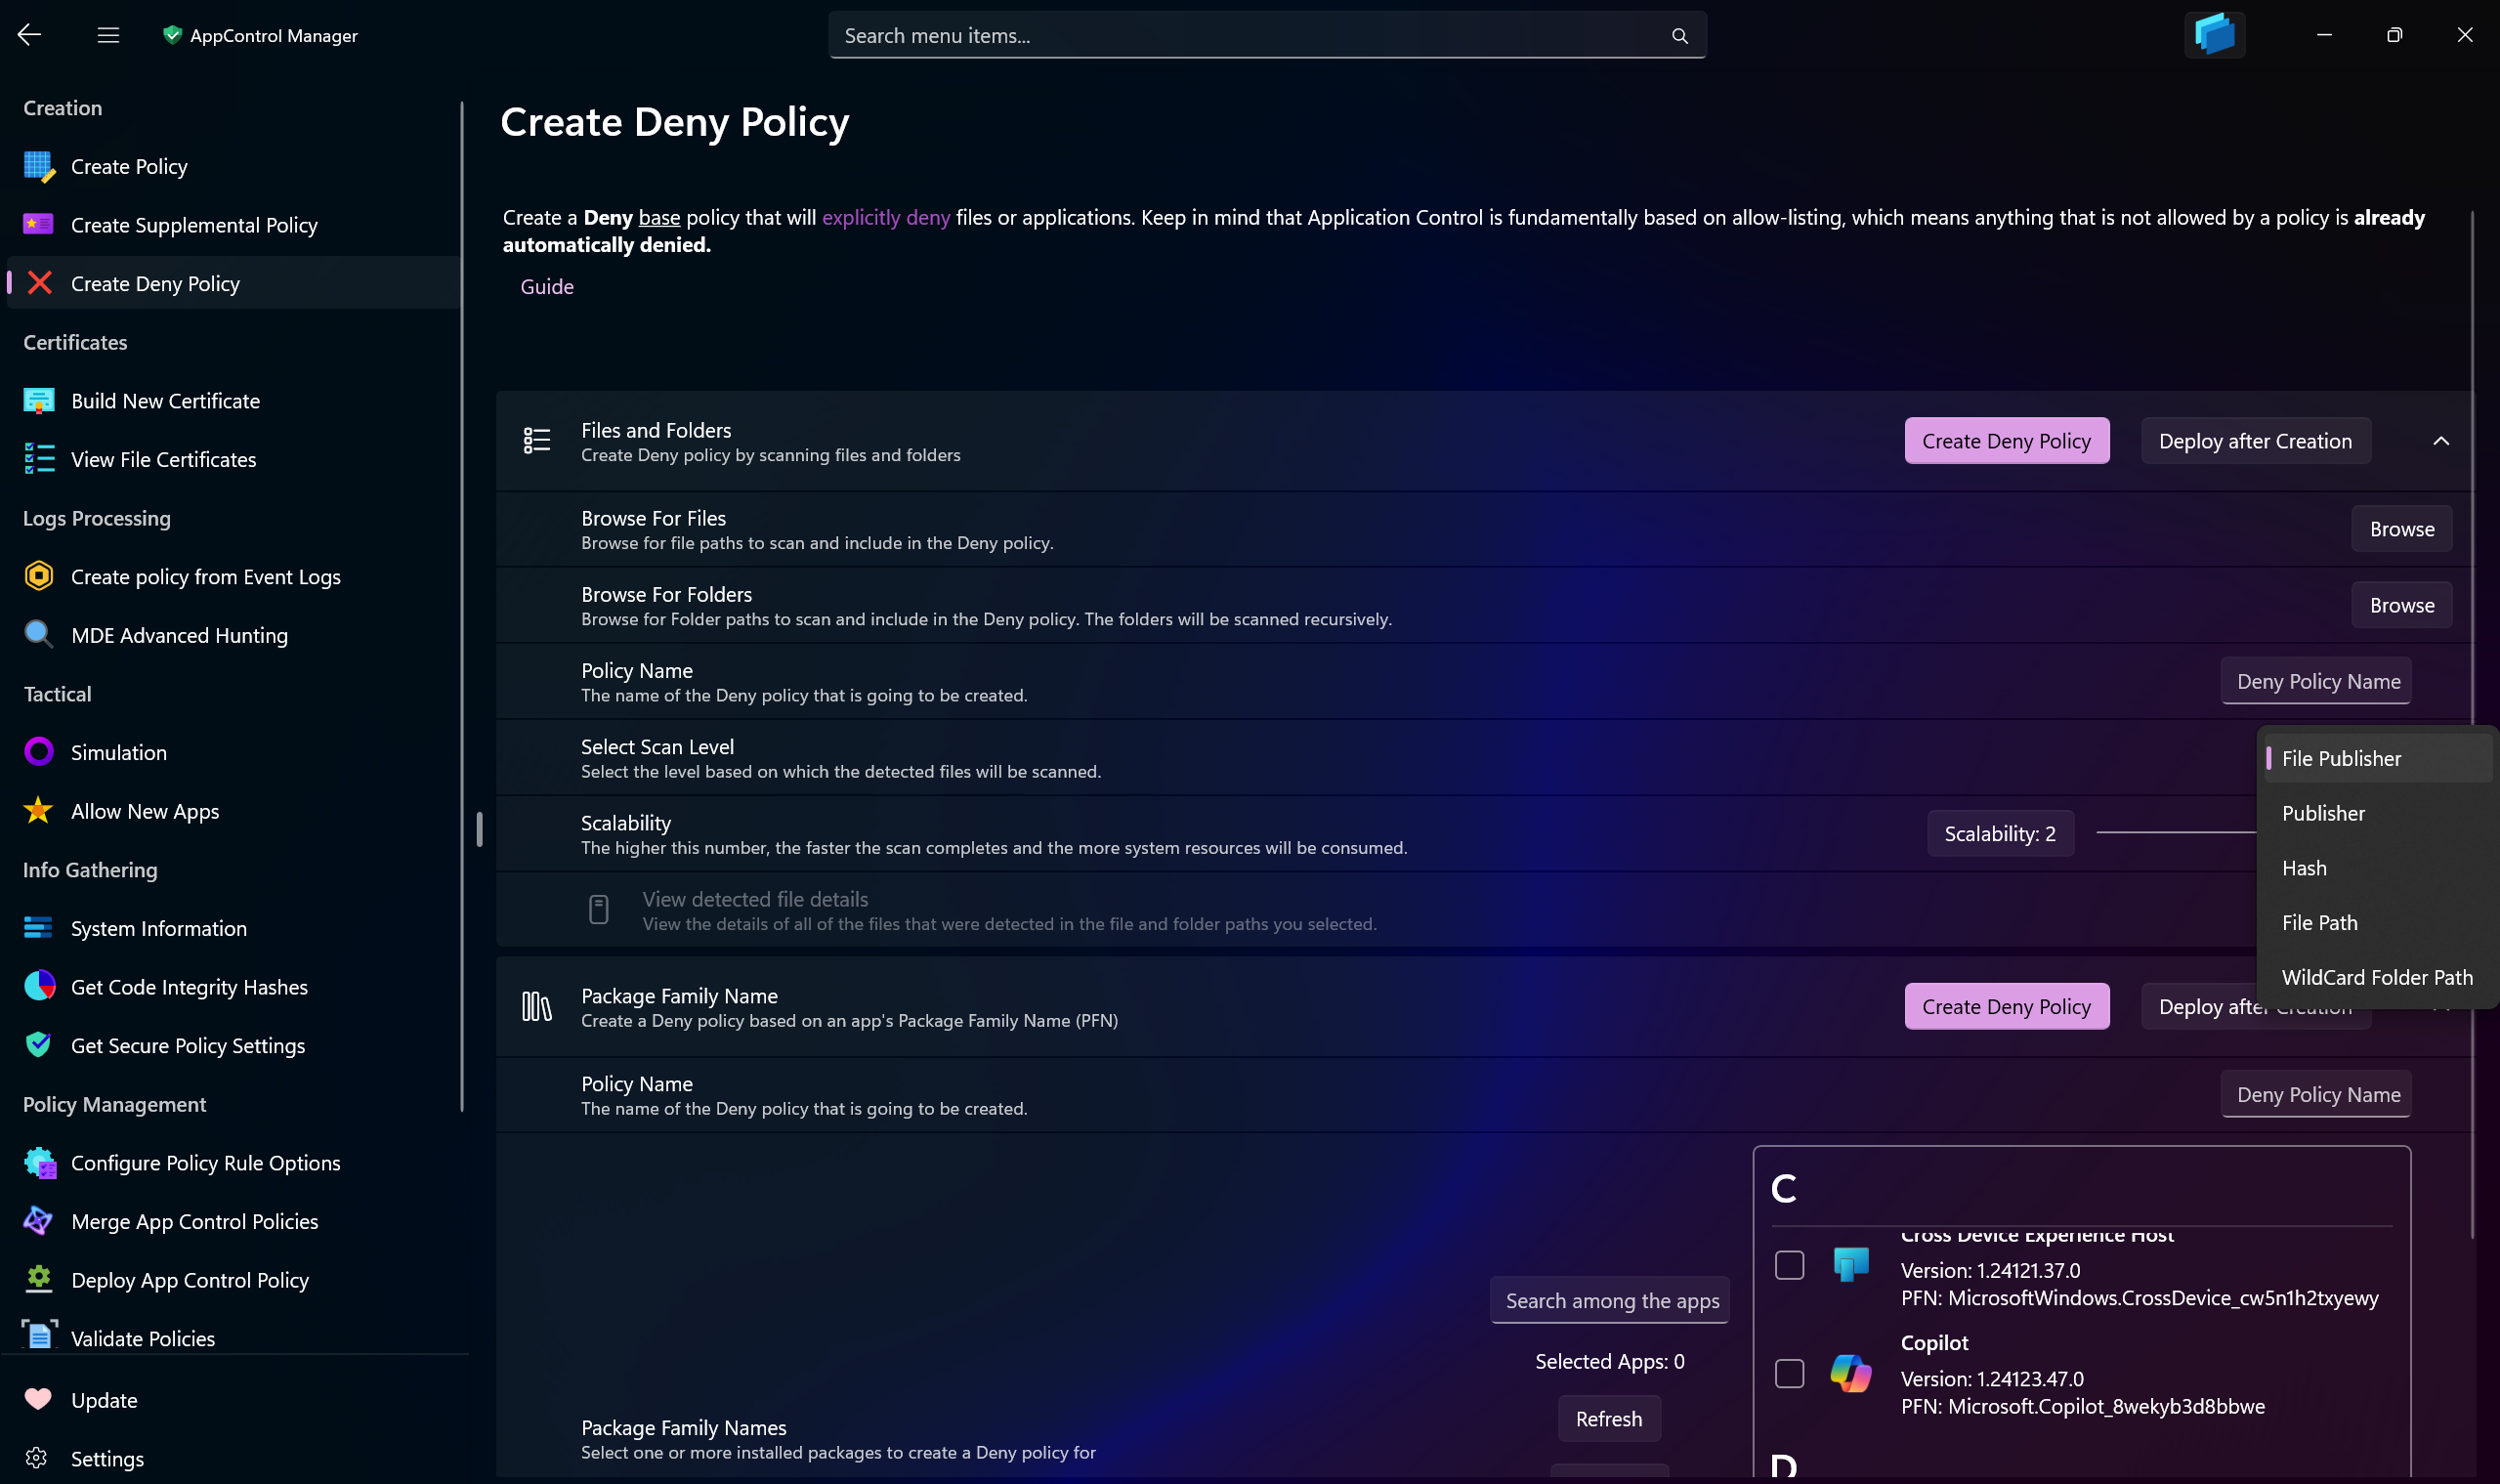 AppControl Manager
Search menu items...
Creation
Create Policy
Create Supplemental Policy
Create Deny Policy
Certificates
Build New Certificate
View File Certificates
Logs Processing
Create policy from Event Logs
MDE Advanced Hunting
Tactical
Simulation
Allow New Apps
Info Gathering
System Information
Get Code Integrity Hashes
Get Secure Policy Settings
Policy Management
Configure Policy Rule Options
Merge App Control Policies
Deploy App Control Policy
Validate Policies
Update
Settings
Create Deny Policy
Create a Deny base policy that will explicitly deny files or applications. Keep in mind that Application Control is fundamentally based on allow-listing, which means anything that is not allowed by a policy is already
automatically denied.
Guide
Files and Folders
Create Deny policy by scanning files and folders
Create Deny Policy
Deploy after Creation
Browse For Files
Browse for file paths to scan and include in the Deny policy.
Browse
Browse For Folders
Browse for Folder paths to scan and include in the Deny policy. The folders will be scanned recursively.
Browse
Policy Name
The name of the Deny policy that is going to be created.
Deny Policy Name
Select Scan Level
Select the level based on which the detected files will be scanned.
File Publisher
Publisher
Hash
File Path
WildCard Folder Path
Scalability
The higher this number, the faster the scan completes and the more system resources will be consumed.
Scalability: 2
View detected file details
View the details of all of the files that were detected in the file and folder paths you selected.
Package Family Name
Create a Deny policy based on an app's Package Family Name (PFN)
Create Deny Policy
Deploy after Creation
Policy Name
The name of the Deny policy that is going to be created.
Deny Policy Name
Package Family Names
Select one or more installed packages to create a Deny policy for
Search among the apps
Selected Apps: 0
Refresh
C
Cross Device Experience Host
Version: 1.24121.37.0
PFN: MicrosoftWindows.CrossDevice_cw5n1h2txyewy
Copilot
Version: 1.24123.47.0
PFN: Microsoft.Copilot_8wekyb3d8bbwe
D